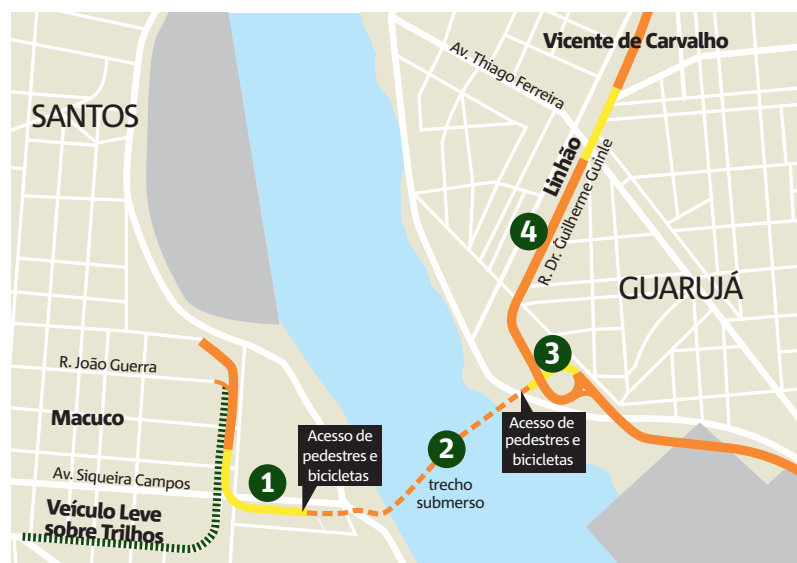 Vicente de Carvalho
Av. Thiago Ferreira
SANTOS
Linhão
R. Dr. Guilherme Guinle
4
GUARUJÁ
R. João Guerra
3
Macuco
Acesso de
pedestres e
bicicletas
Acesso de
pedestres e
bicicletas
2
trecho
submerso
Av. Siqueira Campos
1
Veículo Leve
sobre Trilhos